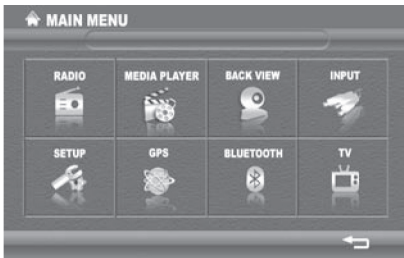 MAIN MENU
RADIO MEDIA PLAYER BACK VIEW INPUT
SETUP GPS BLUETOOTH TV